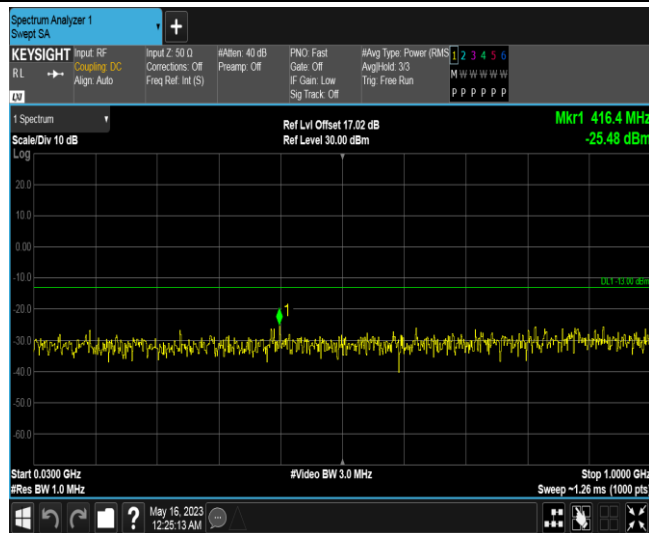 Spectrum Analyzer 1
Swept SA
+
KEYSIGHT
RL
Input: RF
Coupling: DC
Align: Auto
Input Z: 50 Ω
Corrections: Off
Freq Ref: Int (S)
#Atten: 40 dB
Preamp: Off
PNO: Fast
Gate: Off
IF Gain: Low
Sig Track: Off
#Avg Type: Power (RMS
Avg|Hold: 3/3
Trig: Free Run
1 2 3 4 5 6
M W W W W W
P P P P P P
1 Spectrum
Scale/Div 10 dB
Ref Lvl Offset 17.02 dB
Ref Level 30.00 dBm
Mkr1 416.4 MHz
-25.48 dBm
Log
20.0
10.0
0.00
-10.0
DL1 -13.00 dBm
1
-20.0
-30.0
-40.0
-50.0
-60.0
Start 0.0300 GHz
#Res BW 1.0 MHz
#Video BW 3.0 MHz
Stop 1.0000 GHz
Sweep ~1.26 ms (1000 pts)
?
May 16, 2023
12:25:13 AM